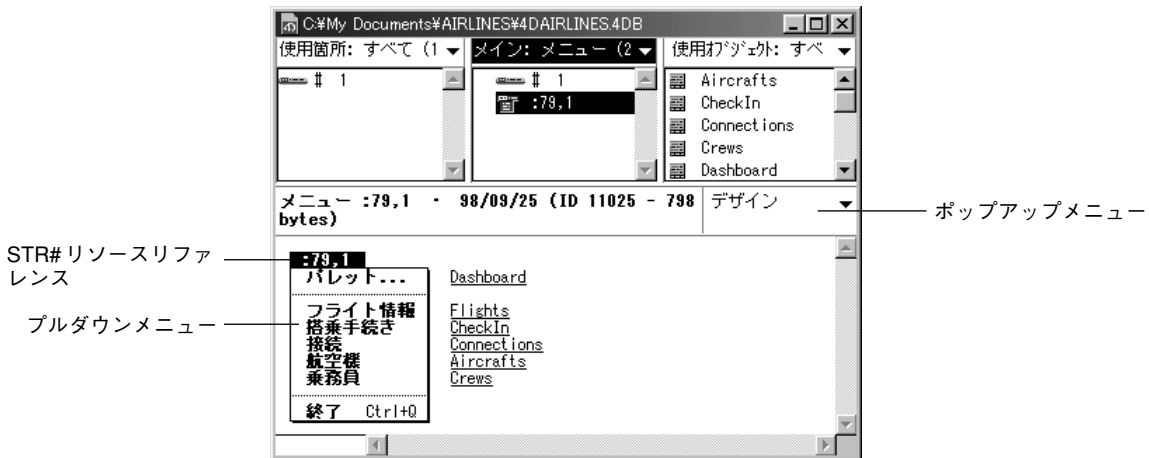 C:¥My Documents¥AIRLINES¥4DAIRLINES.4DB
使用箇所: すべて (1
メイン: メニュー (2
使用ｵﾌﾞｼﾞｪｸﾄ: すべ
# 1
# 1
:79,1
Aircrafts
CheckIn
Connections
Crews
Dashboard
メニュー :79,1 ・ 98/09/25 (ID 11025 - 798
bytes)
デザイン
ポップアップメニュー
STR# リソースリファ
レンス
:79,1
パレット...
Dashboard
プルダウンメニュー
フライト情報 Flights
搭乗手続き CheckIn
接続 Connections
航空機 Aircrafts
乗務員 Crews
終了 Ctrl+Q